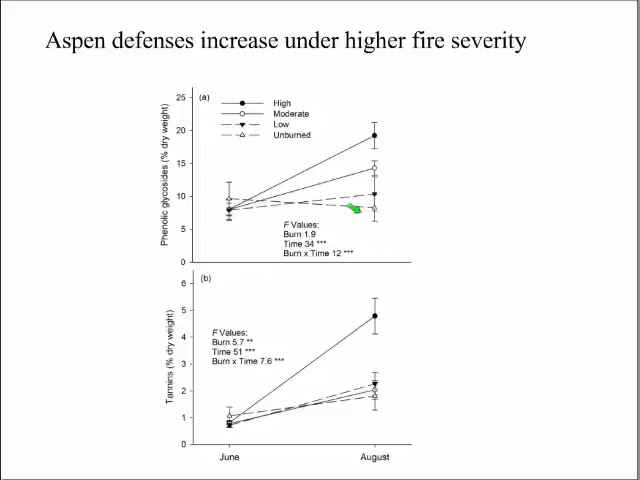 Aspen defenses increase under higher fire severity
(a)
High
Moderate
Low
Unburned
Phenolic glycosides (% dry weight)
25
20
15
10
5
0
F Values:
Burn 1.9
Time 34 ***
Burn x Time 12 ***
(b)
Tannins (% dry weight)
6
5
4
3
2
1
0
F Values:
Burn 5.7 **
Time 51 ***
Burn x Time 7.6 ***
June
August